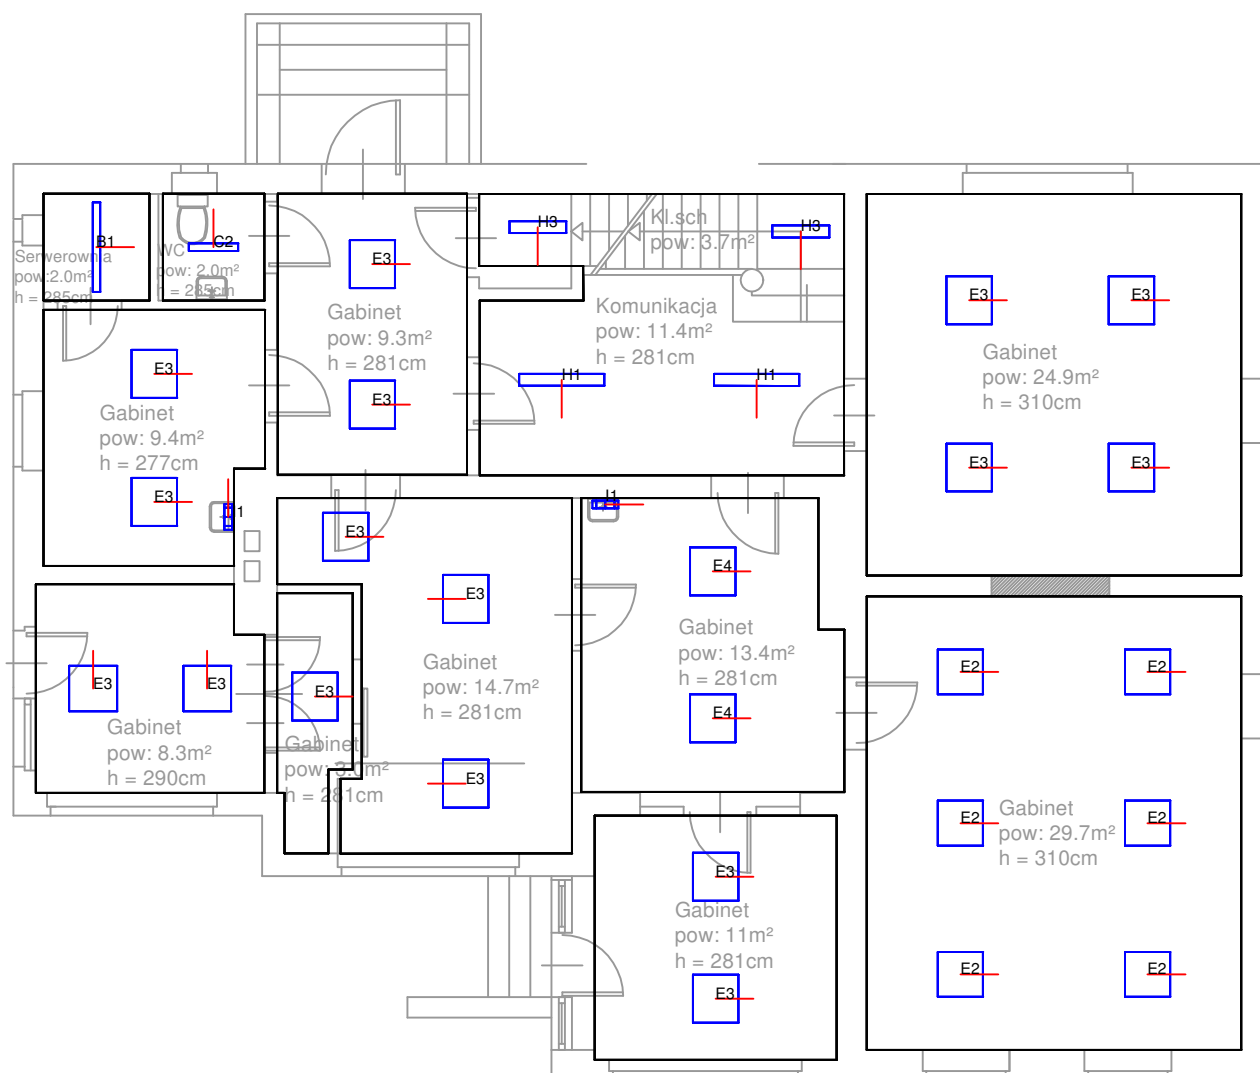 H3
Kl.sch
pow: 3.7m²
H3
B1
Serwerownia
pow:2.0m²
h = 285cm
C2
WC
pow: 2.0m²
h = 285cm
E3
Gabinet
pow: 9.3m²
h = 281cm
E3
Komunikacja
pow: 11.4m²
h = 281cm
H1
H1
E3
E3
Gabinet
pow: 24.9m²
h = 310cm
E3
E3
E3
Gabinet
pow: 9.4m²
h = 277cm
E3
E3
E3
Gabinet
pow: 14.7m²
h = 281cm
E3
E4
Gabinet
pow: 13.4m²
h = 281cm
E4
E3
E3
Gabinet
pow: 8.3m²
h = 290cm
E3
Gabinet
h = 281cm
E2
E2
E2
Gabinet
pow: 29.7m²
h = 310cm
E2
E2
E2
E3
Gabinet
pow: 11m²
h = 281cm
E3